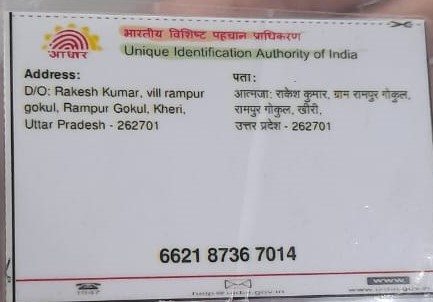 भारतीय विशिष्ट पहचान प्राधिकरण
Unique Identification Authority of India
आधार
Address:
D/O: Rakesh Kumar, vill rampur
gokul, Rampur Gokul, Kheri,
Uttar Pradesh - 262701
पता:
आत्मजा: राकेश कुमार, ग्राम रामपुर गोकुल,
रामपुर गोकुल, खीरी,
उत्तर प्रदेश - 262701
6621 8736 7014
1947